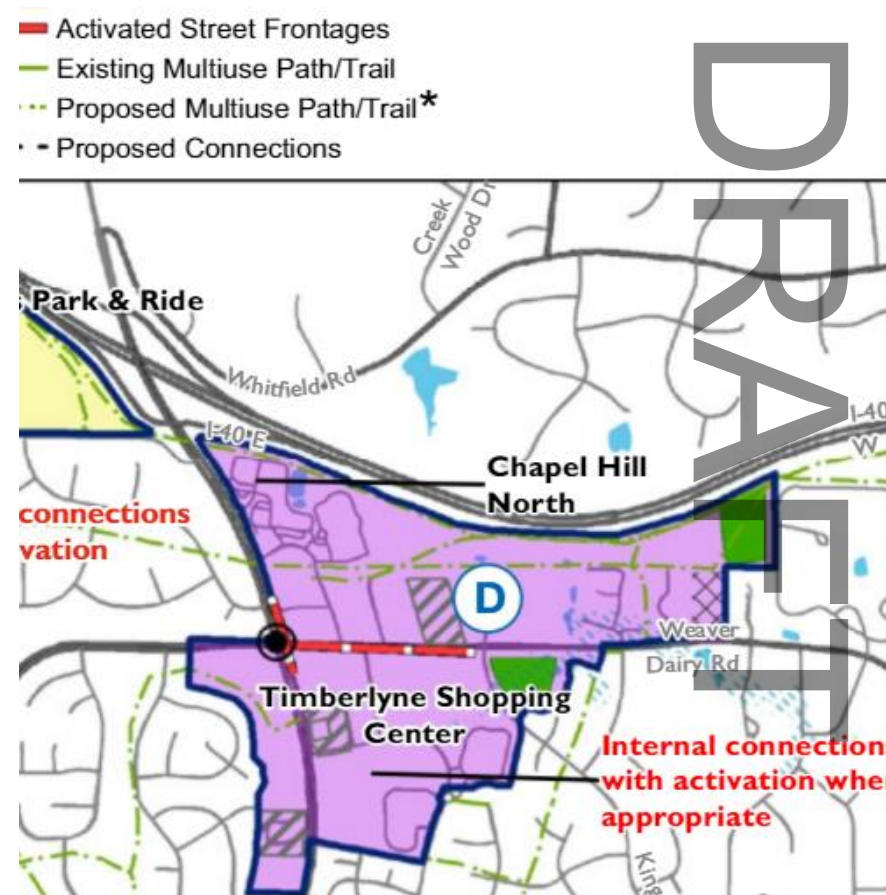 Activated Street Frontages
Existing Multiuse Path/Trail
Proposed Multiuse Path/Trail*
Proposed Connections
DRAFT
Creek
Wood Dr
Park & Ride
Whitfield Rd
I-40 E
I-40
W
Chapel Hill
North
connections
vation
D
Weaver
Dairy Rd
Timberlyne Shopping
Center
Internal connection
with activation whe
appropriate
King